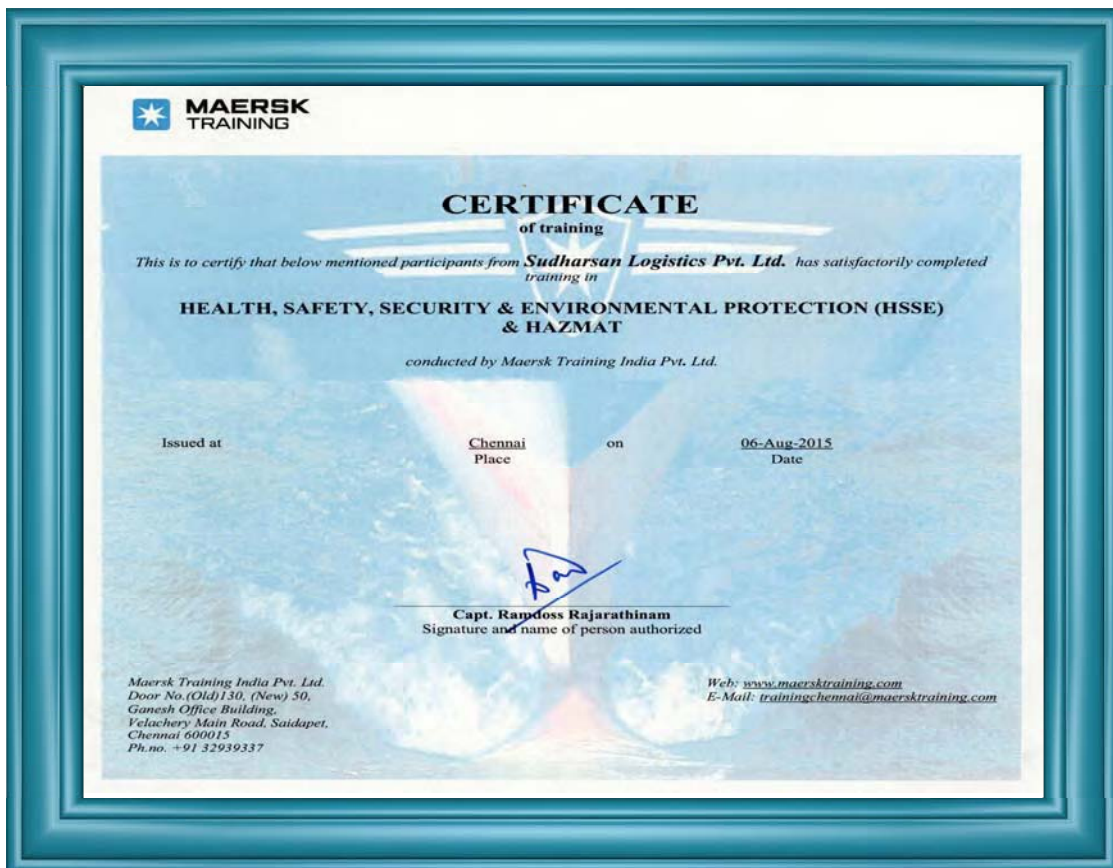 MAERSK
TRAINING
CERTIFICATE
of training
This is to certify that below mentioned participants from Sudharsan Logistics Pvt. Ltd. has satisfactorily completed
training in
HEALTH, SAFETY, SECURITY & ENVIRONMENTAL PROTECTION (HSSE)
& HAZMAT
conducted by Maersk Training India Pvt. Ltd.
Issued at Chennai on 06-Aug-2015
Place Date
Capt. Ramdoss Rajarathinam
Signature and name of person authorized
Maersk Training India Pvt. Ltd.
Door No.(Old)130, (New) 50,
Ganesh Office Building,
Velachery Main Road, Saidapet,
Chennai 600015
Ph.no. +91 32939337
Web: www.maersktraining.com
E-Mail: trainingchennai@maersktraining.com